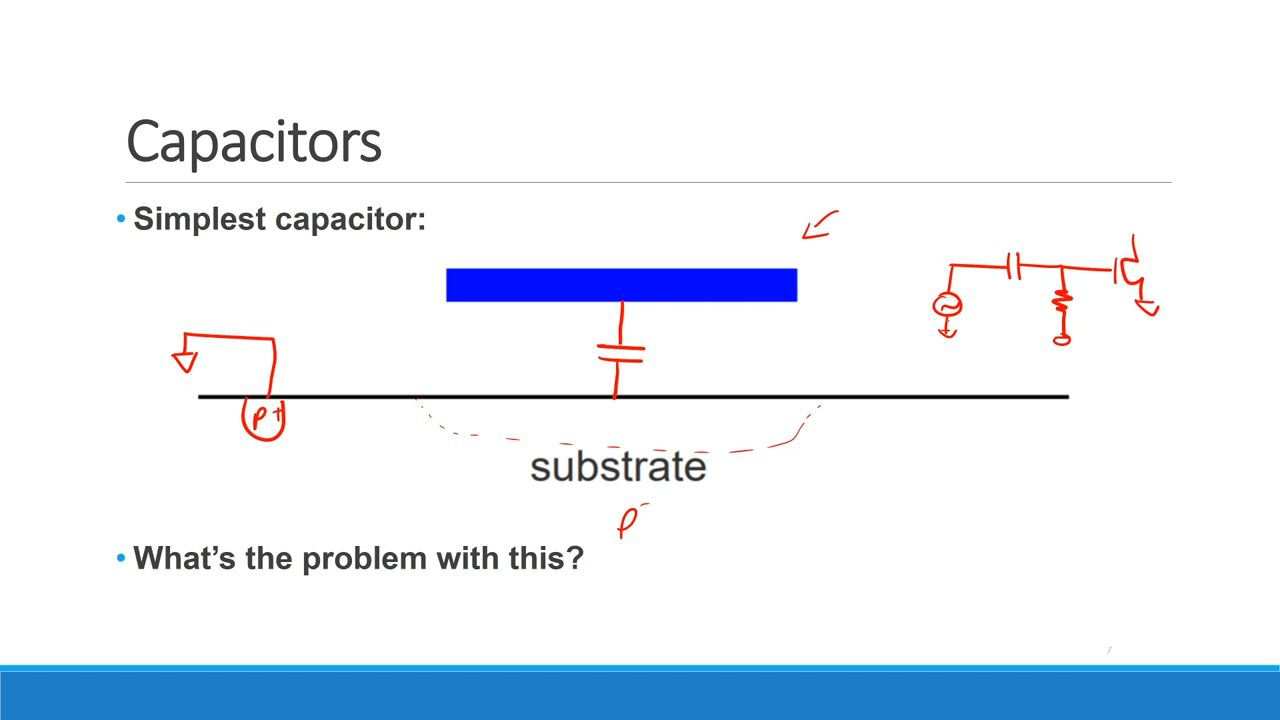 Capacitors
• Simplest capacitor:
p+
substrate
p-
• What's the problem with this?